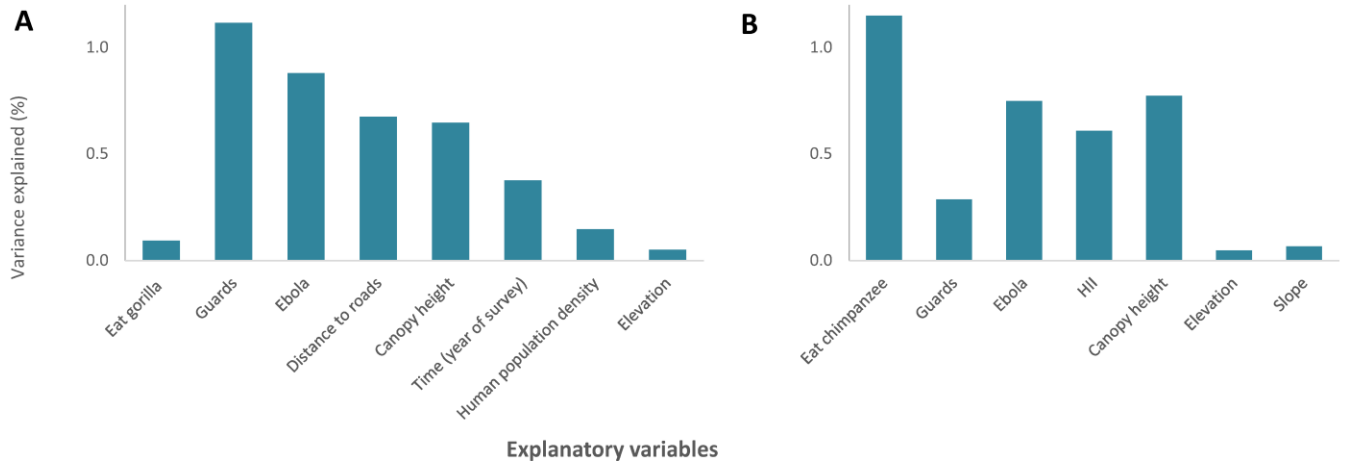 A
B
Variance explained (%)
1.0
0.5
0.0
Eat gorilla
Guards
Ebola
Distance to roads
Canopy height
Time (year of survey)
Human population density
Elevation
1.0
0.5
0.0
Eat chimpanzee
Guards
Ebola
HII
Canopy height
Elevation
Slope
Explanatory variables